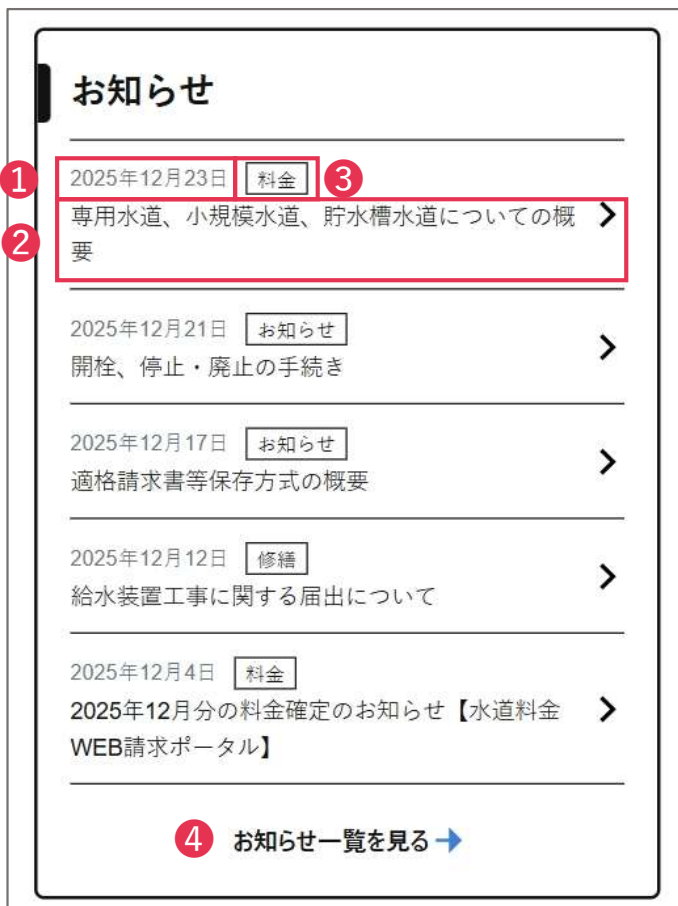 お知らせ
1 2025年12月23日 料金 3
2 専用水道、小規模水道、貯水槽水道についての概
要
2025年12月21日 お知らせ
開栓、停止・廃止の手続き
2025年12月17日 お知らせ
適格請求書等保存方式の概要
2025年12月12日 修繕
給水装置工事に関する届出について
2025年12月4日 料金
2025年12月分の料金確定のお知らせ【水道料金
WEB請求ポータル】
4 お知らせ一覧を見る